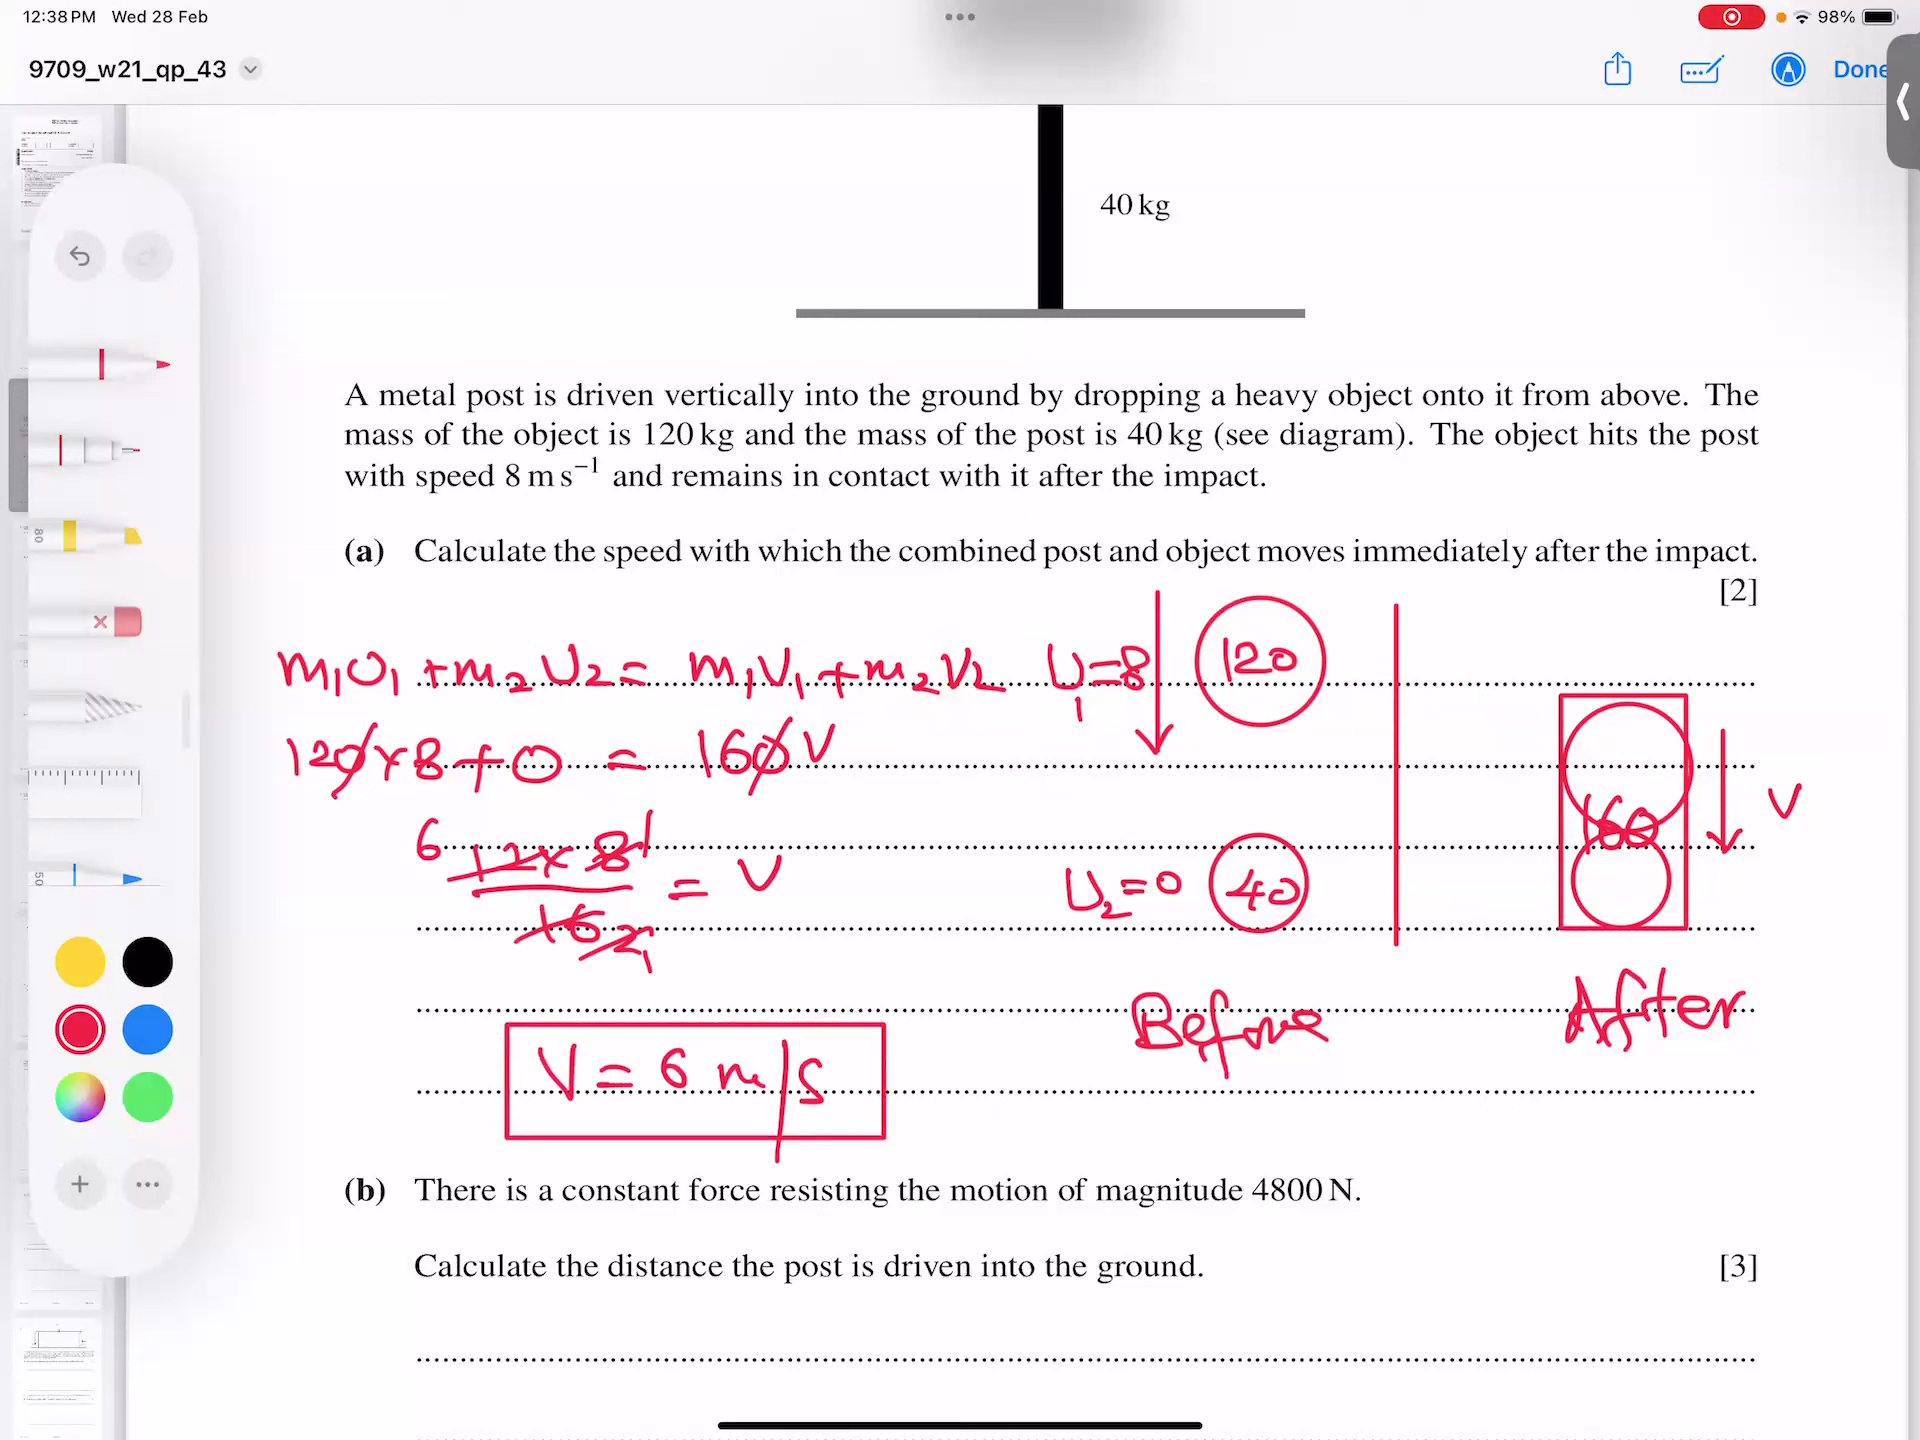 12:38 PM Wed 28 Feb
98%
9709_w21_qp_43
Done
40 kg
A metal post is driven vertically into the ground by dropping a heavy object onto it from above. The
mass of the object is 120 kg and the mass of the post is 40 kg (see diagram). The object hits the post
with speed 8 m s⁻¹ and remains in contact with it after the impact.
(a) Calculate the speed with which the combined post and object moves immediately after the impact.
[2]
m₁U₁ + m₂U₂ = m₁V₁ + m₂V₂
U₁ = 8
120
120 × 8 + 0 = 160 V
160
V
6 1
12 × 8
= V
16 2 1
U₂ = 0
40
Before
After
V = 6 m/s
(b) There is a constant force resisting the motion of magnitude 4800 N.
Calculate the distance the post is driven into the ground. [3]
80
50